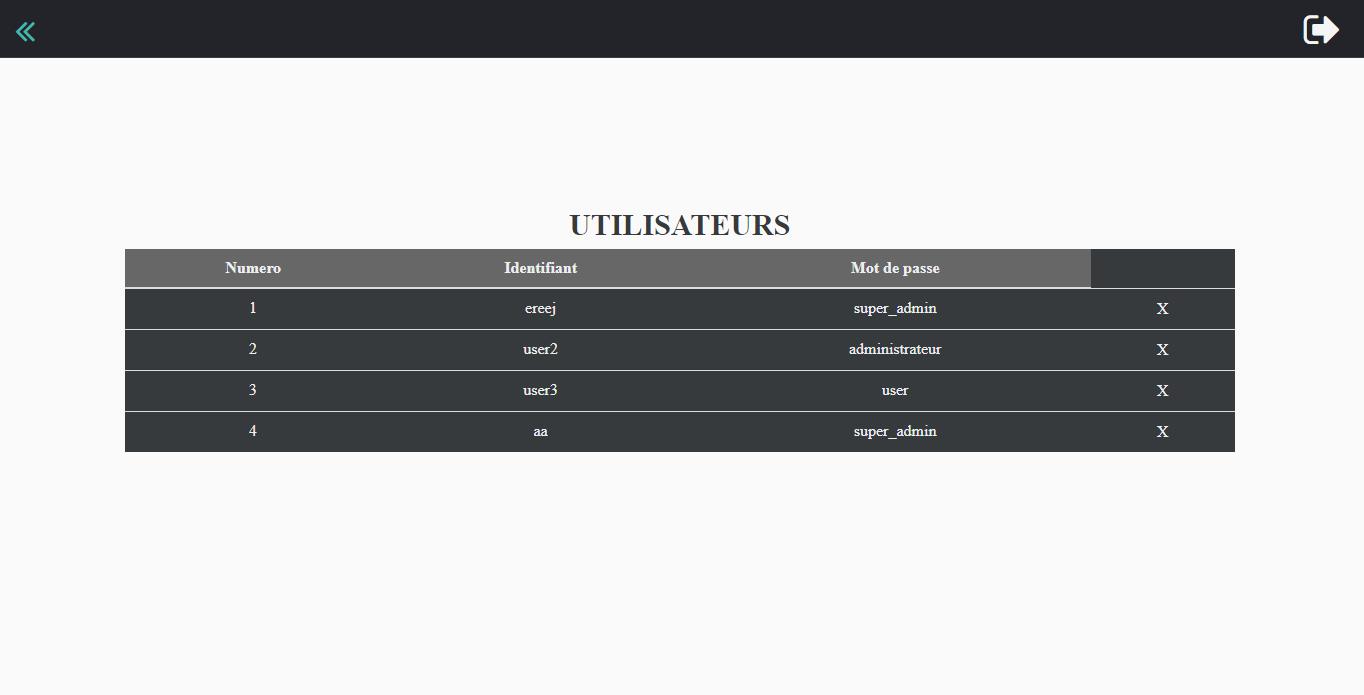 UTILISATEURS
Numero Identifiant Mot de passe
1 ereej super_admin X
2 user2 administrateur X
3 user3 user X
4 aa super_admin X